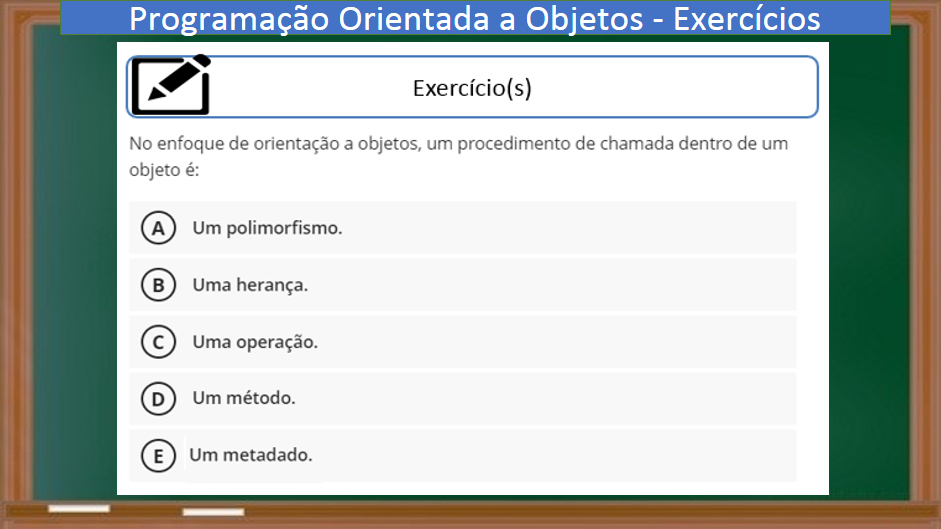 Programação Orientada a Objetos - Exercícios
Exercício(s)
No enfoque de orientação a objetos, um procedimento de chamada dentro de um
objeto é:
A Um polimorfismo.
B Uma herança.
C Uma operação.
D Um método.
E Um metadado.